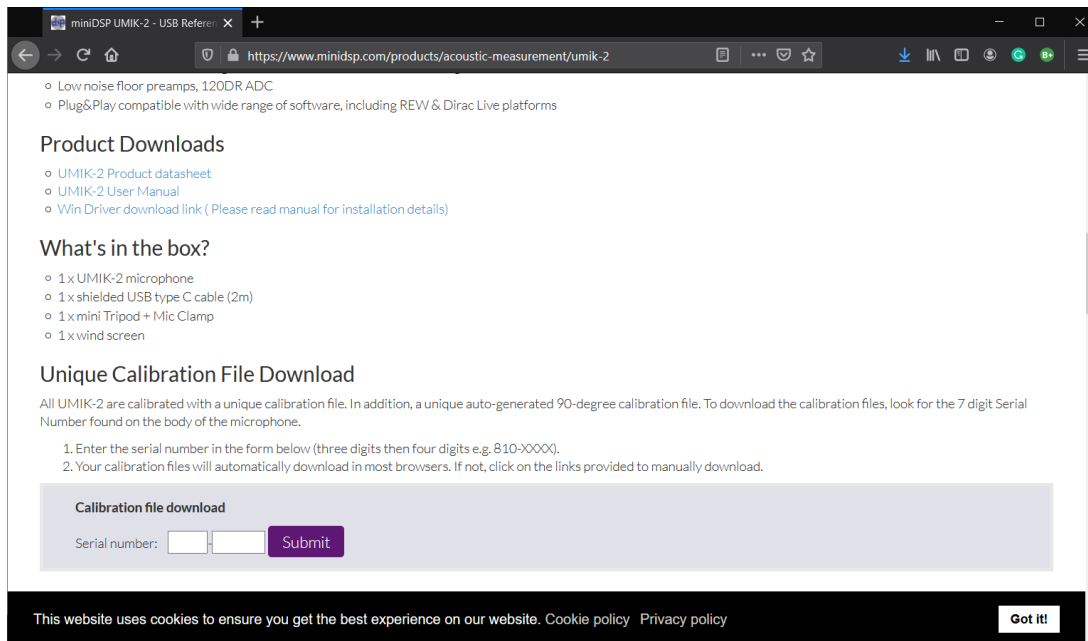 miniDSP UMIK-2 - USB Referen
https://www.minidsp.com/products/acoustic-measurement/umik-2
Low noise floor preamps, 120DR ADC
Plug&Play compatible with wide range of software, including REW & Dirac Live platforms
Product Downloads
UMIK-2 Product datasheet
UMIK-2 User Manual
Win Driver download link ( Please read manual for installation details)
What's in the box?
1 x UMIK-2 microphone
1 x shielded USB type C cable (2m)
1 x mini Tripod + Mic Clamp
1 x wind screen
Unique Calibration File Download
All UMIK-2 are calibrated with a unique calibration file. In addition, a unique auto-generated 90-degree calibration file. To download the calibration files, look for the 7 digit Serial
Number found on the body of the microphone.
1. Enter the serial number in the form below (three digits then four digits e.g. 810-XXXX).
2. Your calibration files will automatically download in most browsers. If not, click on the links provided to manually download.
Calibration file download
Serial number: - Submit
This website uses cookies to ensure you get the best experience on our website. Cookie policy Privacy policy Got it!